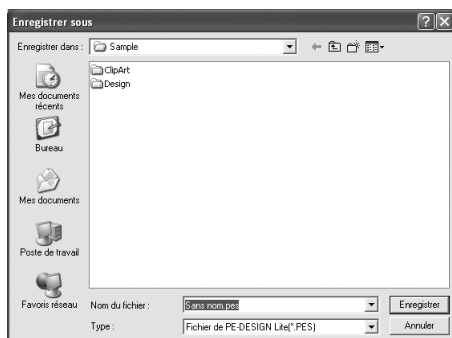 Enregistrer sous
Enregistrer dans :
Sample
ClipArt
Design
Mes documents
récents
Bureau
Mes documents
Poste de travail
Favoris réseau
Nom du fichier :
Sans nom.pes
Enregistrer
Type :
Fichier de PE-DESIGN Lite(*.PES)
Annuler